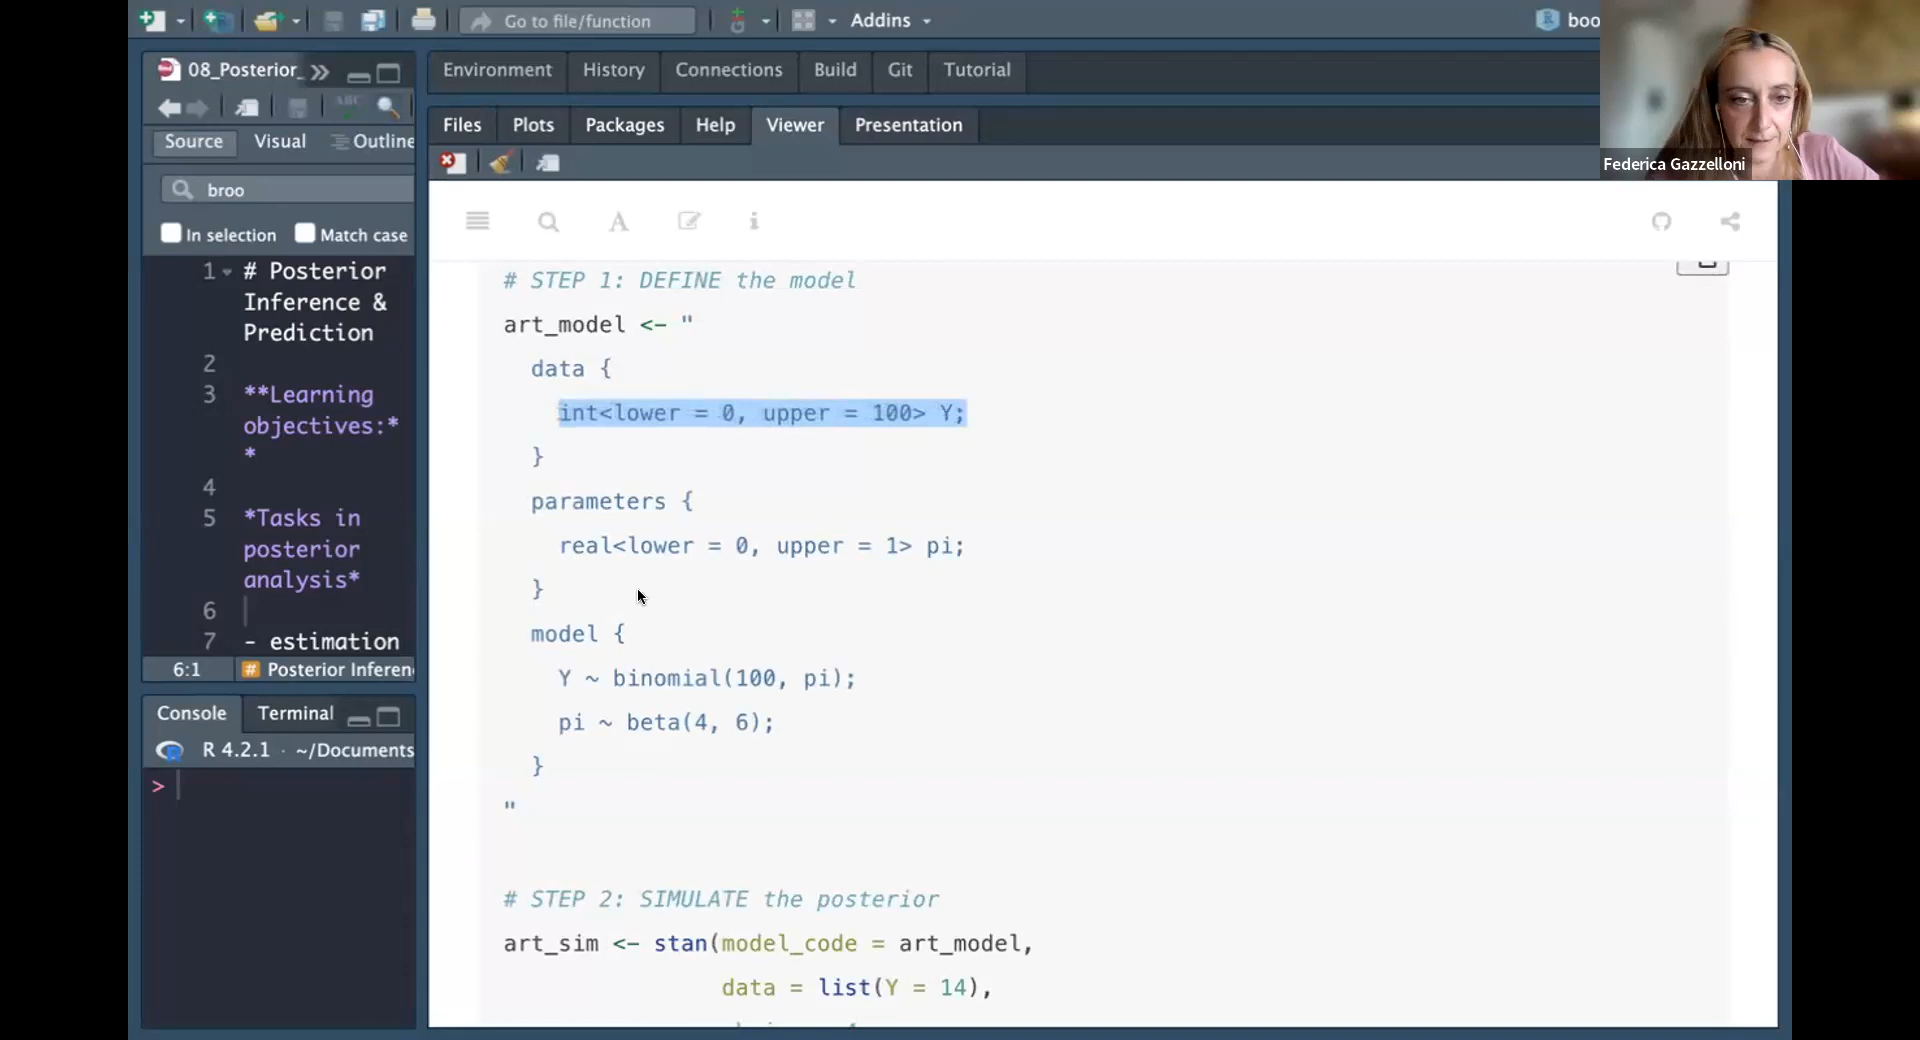 Go to file/function
Addins
boo
Federica Gazzelloni
08_Posterior_
Source Visual Outline
broo
In selection Match case
1 # Posterior
Inference &
Prediction
2
3 **Learning
objectives:*
*
4
5 *Tasks in
posterior
analysis*
6
7 - estimation
6:1 # Posterior Inferen
Console Terminal
R 4.2.1 · ~/Documents
>
Environment History Connections Build Git Tutorial
Files Plots Packages Help Viewer Presentation
# STEP 1: DEFINE the model
art_model <- "
data {
int<lower = 0, upper = 100> Y;
}
parameters {
real<lower = 0, upper = 1> pi;
}
model {
Y ~ binomial(100, pi);
pi ~ beta(4, 6);
}
"
# STEP 2: SIMULATE the posterior
art_sim <- stan(model_code = art_model,
data = list(Y = 14),